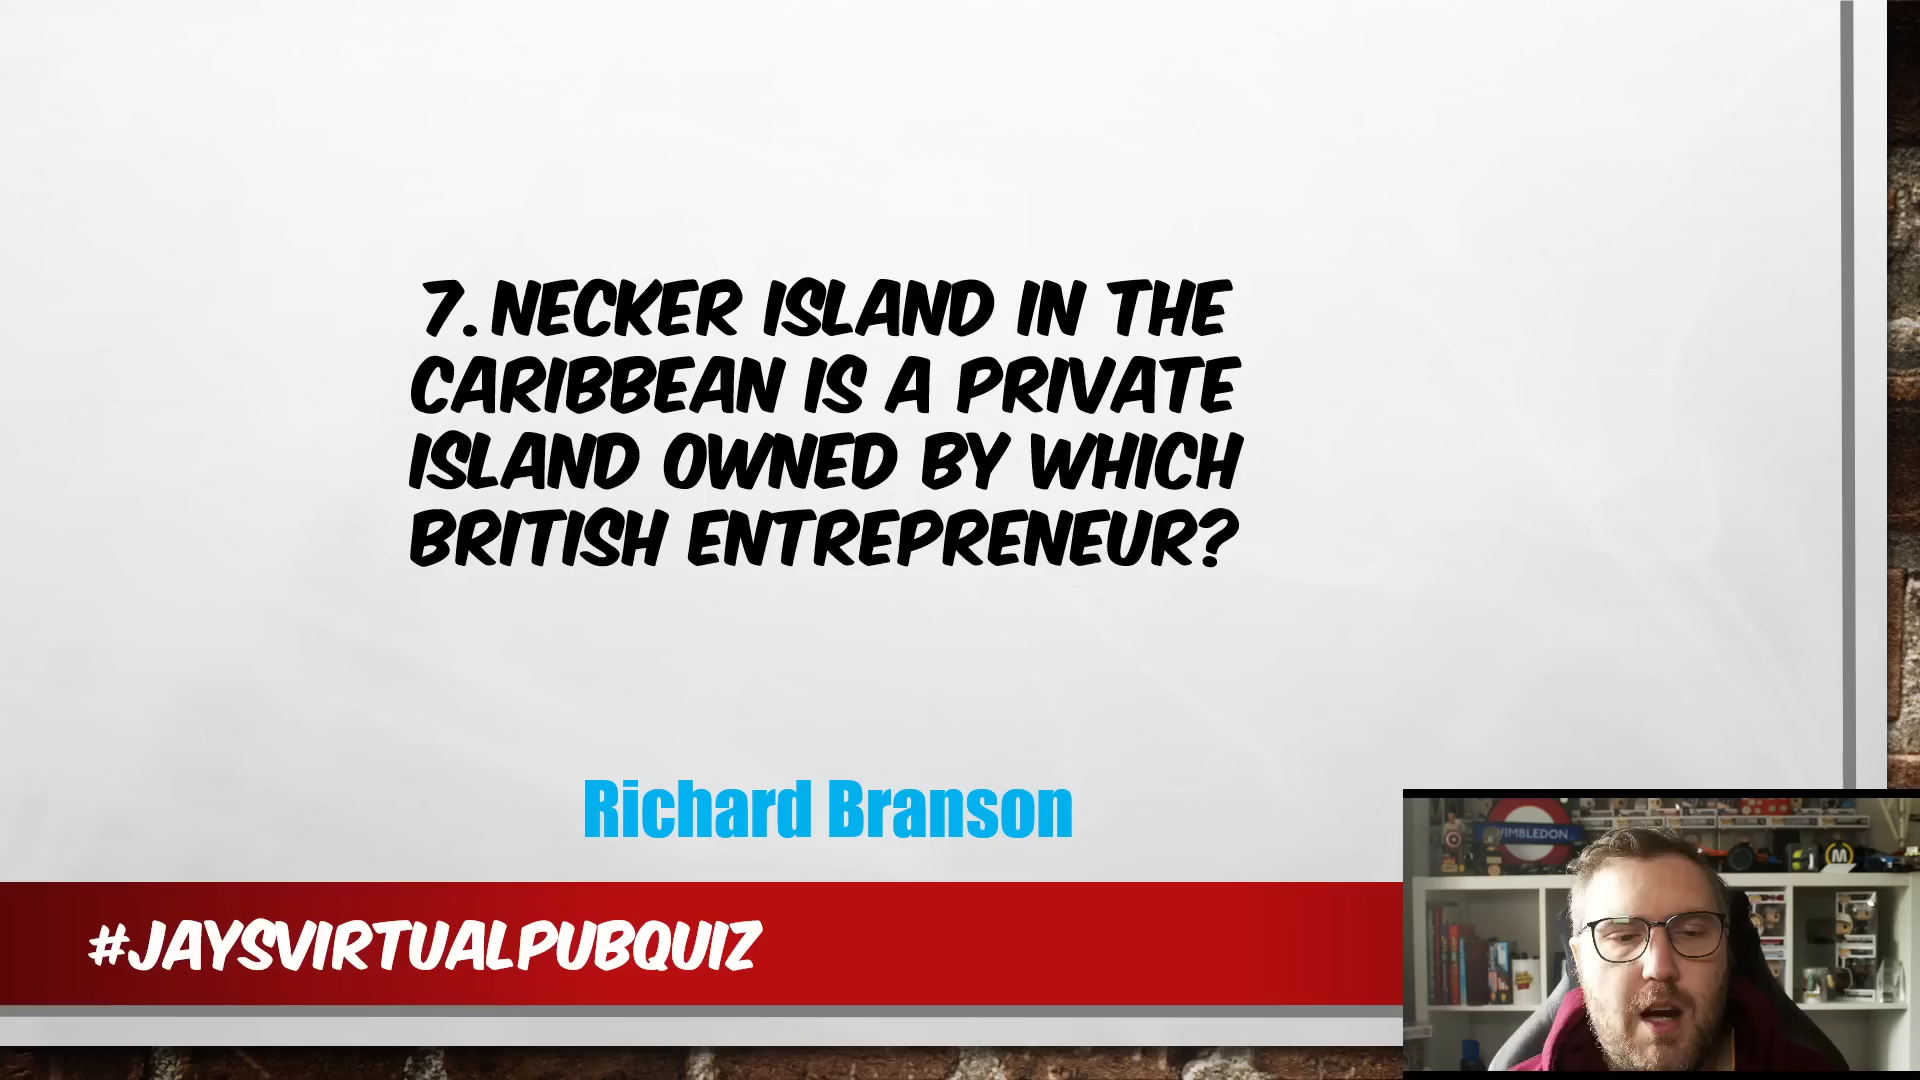 7. NECKER ISLAND IN THE
CARIBBEAN IS A PRIVATE
ISLAND OWNED BY WHICH
BRITISH ENTREPRENEUR?
Richard Branson
#JAYSVIRTUALPUBQUIZ
WIMBLEDON
M